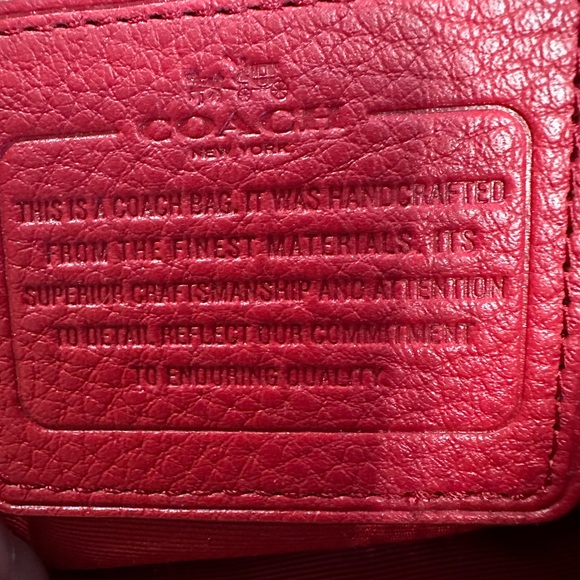 COACH
NEW YORK
THIS IS A COACH BAG. IT WAS HANDCRAFTED
FROM THE FINEST MATERIALS. ITS
SUPERIOR CRAFTSMANSHIP AND ATTENTION
TO DETAIL REFLECT OUR COMMITMENT
TO ENDURING QUALITY.